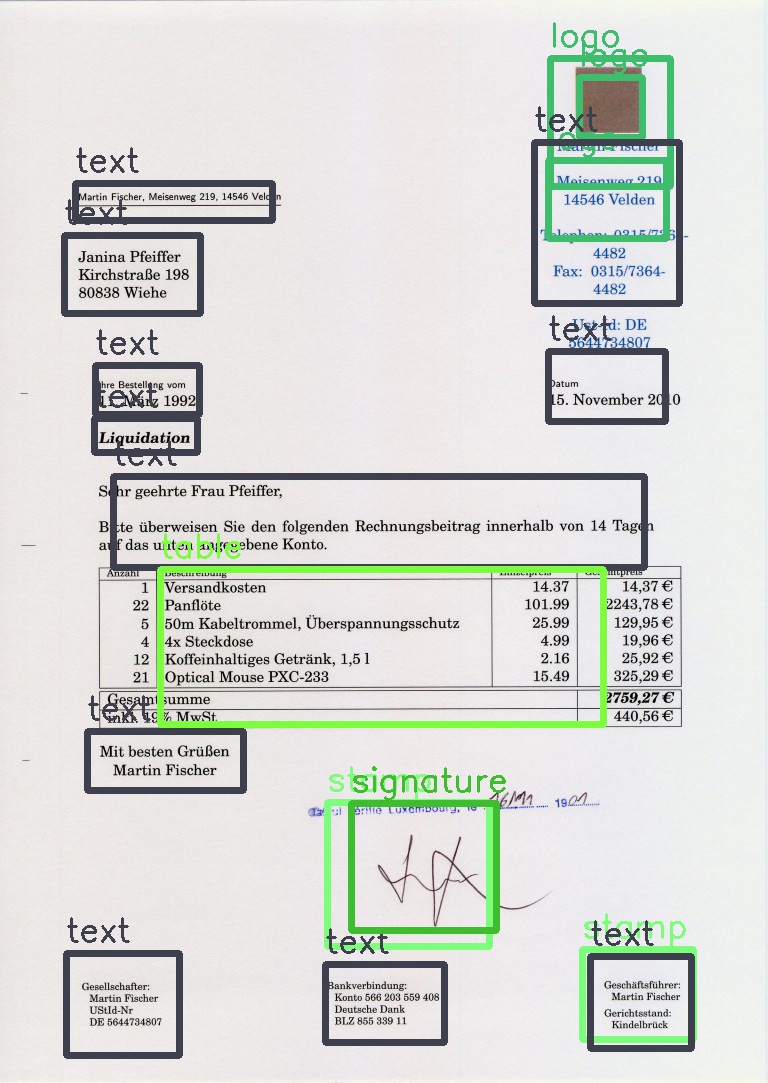 logo
logo
text
logo
Martin Fischer
Meisenweg 219
14546 Velden
Telephon: 0315/7364-
4482
Fax: 0315/7364-
4482
Ust-Id: DE
5644734807
text
Martin Fischer, Meisenweg 219, 14546 Velden
text
Janina Pfeiffer
Kirchstraße 198
80838 Wiehe
text
Ihre Bestellung vom
11. März 1992
text
Datum
15. November 2010
text
Liquidation
text
Sehr geehrte Frau Pfeiffer,
Bitte überweisen Sie den folgenden Rechnungsbeitrag innerhalb von 14 Tagen
auf das unten angegebene Konto.
table
Anzahl Beschreibung Einzelpreis Gesamtpreis
1 Versandkosten 14.37 14,37 €
22 Panflöte 101.99 2243,78 €
5 50m Kabeltrommel, Überspannungsschutz 25.99 129,95 €
4 4x Steckdose 4.99 19,96 €
12 Koffeinhaltiges Getränk, 1,5 l 2.16 25,92 €
21 Optical Mouse PXC-233 15.49 325,29 €
Gesamtsumme 2759,27 €
inkl. 19% MwSt. 440,56 €
text
Mit besten Grüßen
Martin Fischer
stamp
signature
Luxembourg, le 19
text
Gesellschafter:
Martin Fischer
UStId-Nr
DE 5644734807
text
Bankverbindung:
Konto 566 203 559 408
Deutsche Dank
BLZ 855 339 11
stamp
text
Geschäftsführer:
Martin Fischer
Gerichtsstand:
Kindelbrück